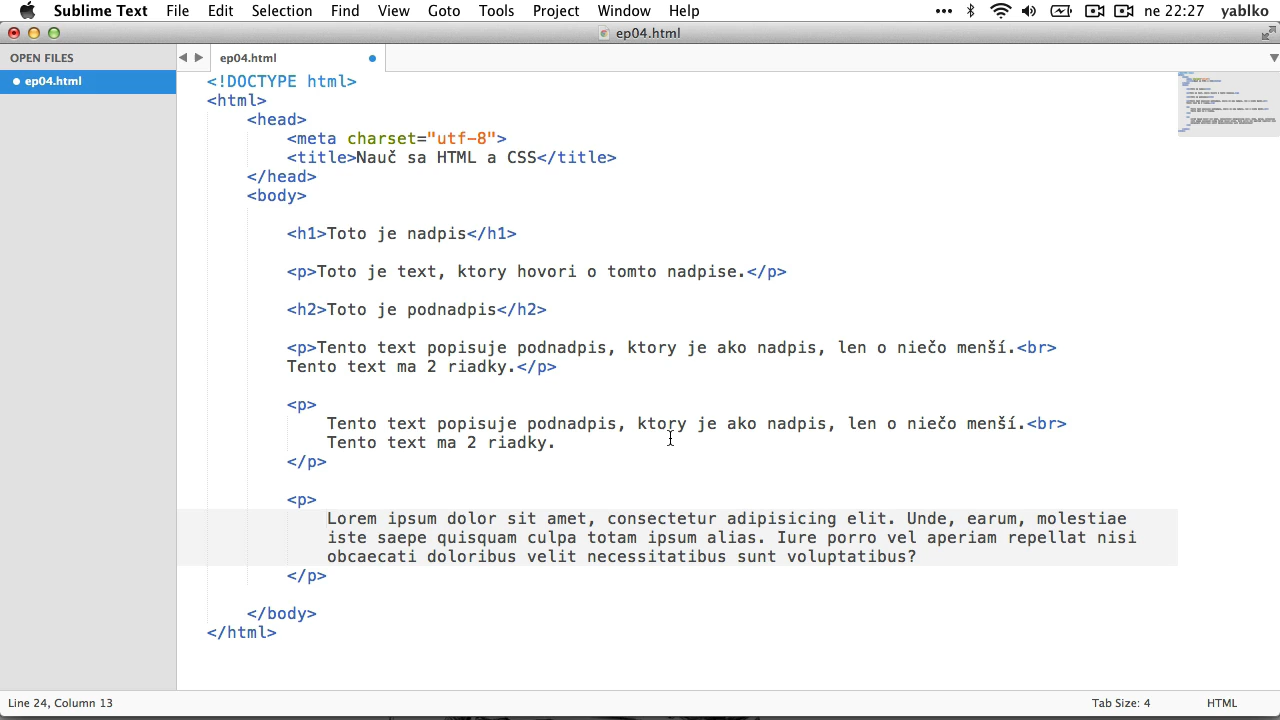 Sublime Text File Edit Selection Find View Goto Tools Project Window Help ne 22:27 yablko
ep04.html
OPEN FILES
ep04.html
ep04.html
<!DOCTYPE html>
<html>
<head>
<meta charset="utf-8">
<title>Nauč sa HTML a CSS</title>
</head>
<body>
<h1>Toto je nadpis</h1>
<p>Toto je text, ktory hovori o tomto nadpise.</p>
<h2>Toto je podnadpis</h2>
<p>Tento text popisuje podnadpis, ktory je ako nadpis, len o niečo menší.<br>
Tento text ma 2 riadky.</p>
<p>
Tento text popisuje podnadpis, ktory je ako nadpis, len o niečo menší.<br>
Tento text ma 2 riadky.
</p>
<p>
Lorem ipsum dolor sit amet, consectetur adipisicing elit. Unde, earum, molestiae
iste saepe quisquam culpa totam ipsum alias. Iure porro vel aperiam repellat nisi
obcaecati doloribus velit necessitatibus sunt voluptatibus?
</p>
</body>
</html>
Line 24, Column 13 Tab Size: 4 HTML